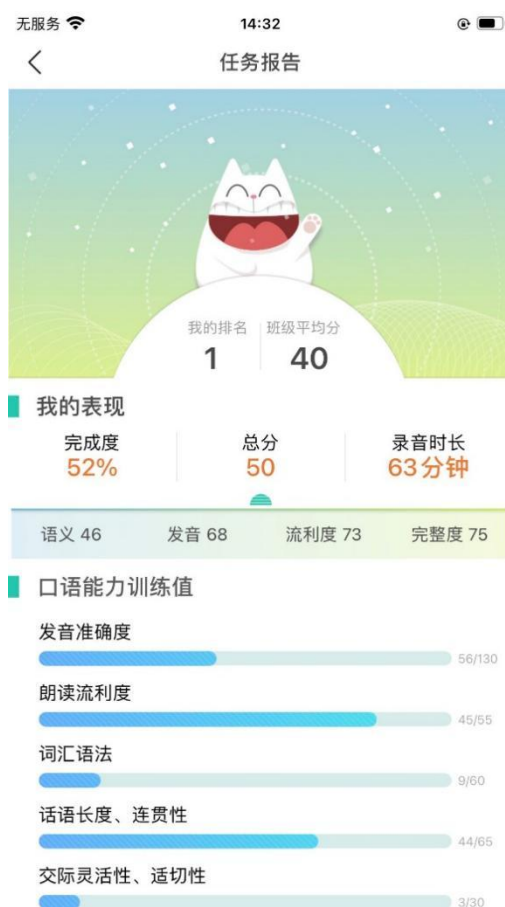 无服务 14:32
任务报告
我的排名 班级平均分
1 40
我的表现
完成度 总分 录音时长
52% 50 63分钟
语义 46 发音 68 流利度 73 完整度 75
口语能力训练值
发音准确度
56/130
朗读流利度
45/55
词汇语法
9/60
话语长度、连贯性
44/65
交际灵活性、适切性
3/30